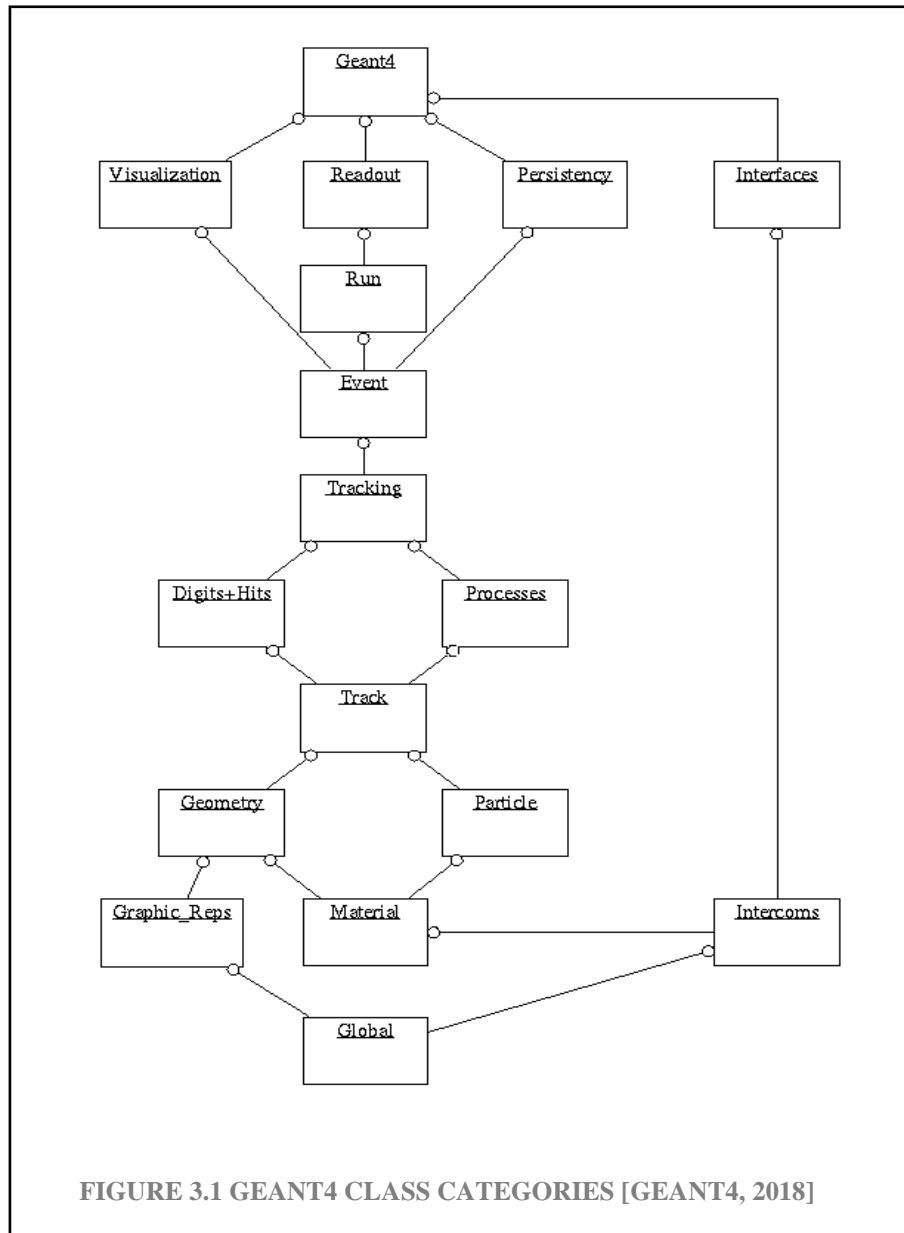 Geant4
Visualization
Readout
Persistency
Interfaces
Run
Event
Tracking
Digits+Hits
Processes
Track
Geometry
Particle
Graphic_Reps
Material
Intercoms
Global
FIGURE 3.1 GEANT4 CLASS CATEGORIES [GEANT4, 2018]